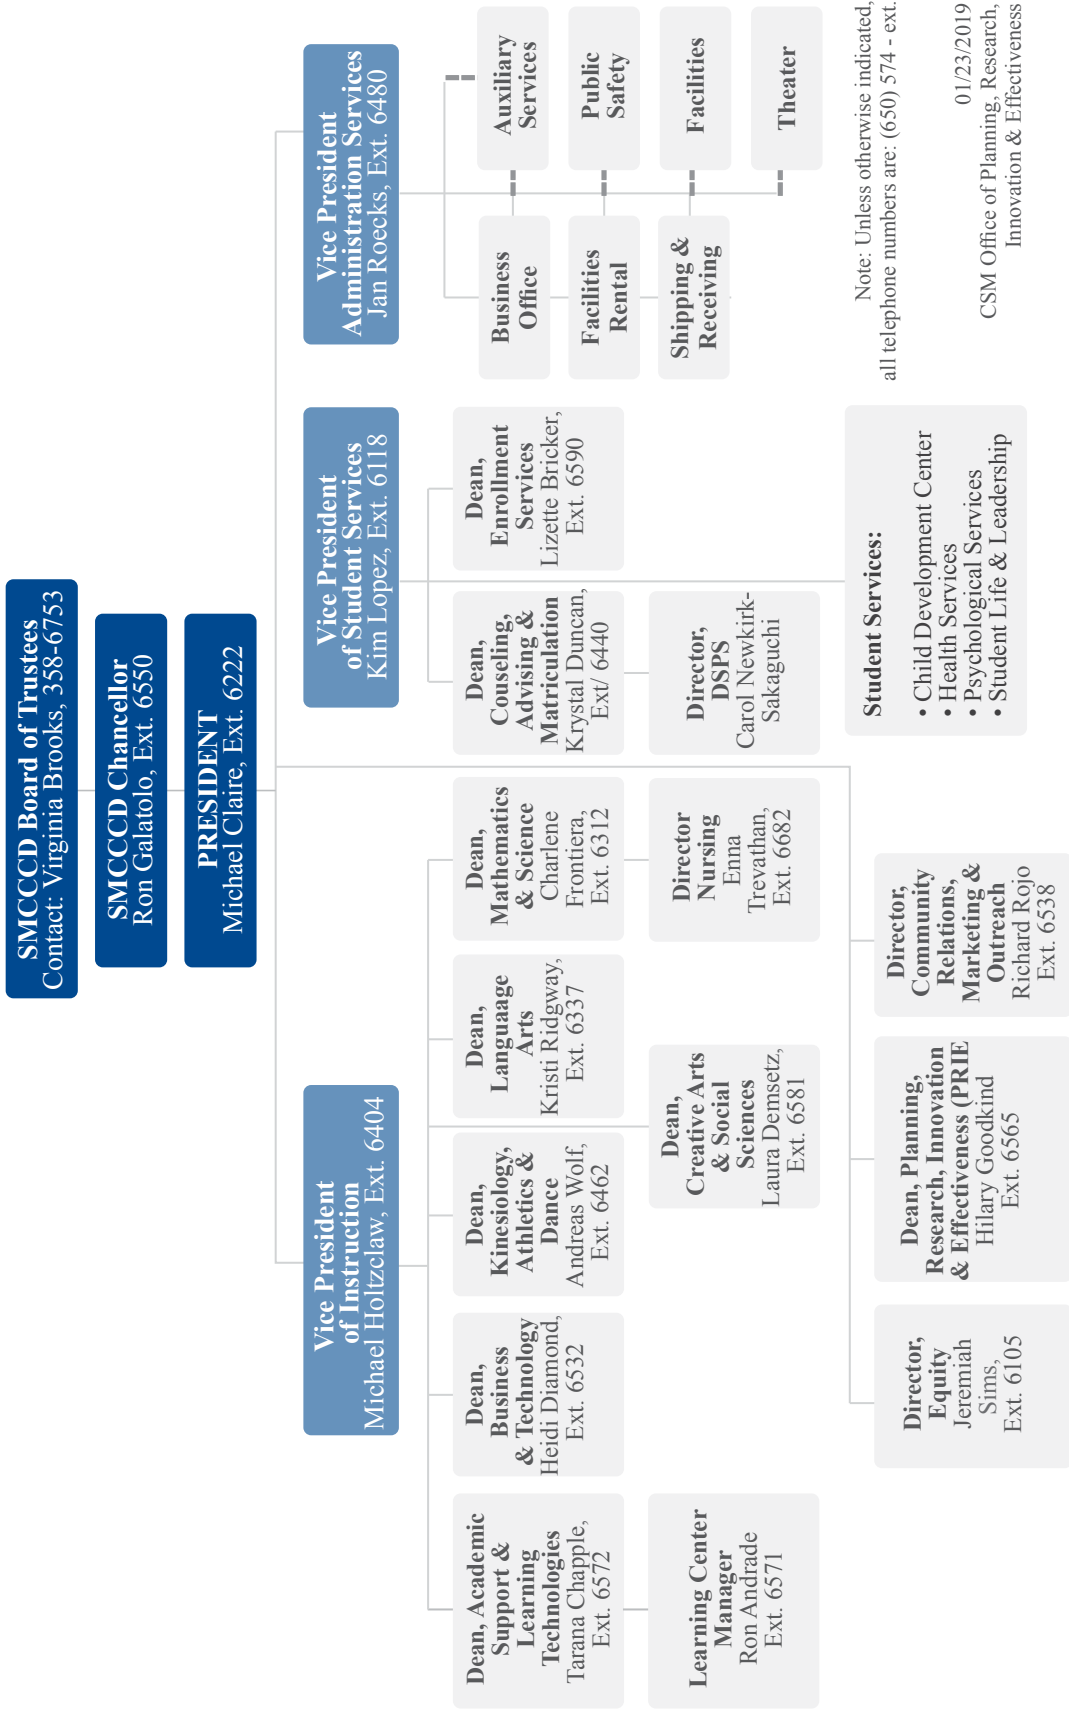 SMCCCD Board of Trustees
Contact: Virginia Brooks, 358-6753
SMCCCD Chancellor
Ron Galatolo, Ext. 6550
PRESIDENT
Michael Claire, Ext. 6222
Vice President
of Instruction
Michael Holtzclaw, Ext. 6404
Vice President
of Student Services
Kim Lopez, Ext. 6118
Vice President
Administration Services
Jan Roecks, Ext. 6480
Dean, Academic
Support &
Learning
Technologies
Tarana Chapple,
Ext. 6572
Dean,
Business
& Technology
Heidi Diamond,
Ext. 6532
Dean,
Kinesiology,
Athletics &
Dance
Andreas Wolf,
Ext. 6462
Dean,
Languaage
Arts
Kristi Ridgway,
Ext. 6337
Dean,
Mathematics
& Science
Charlene
Frontiera,
Ext. 6312
Dean,
Couseling,
Advising &
Matriculation
Krystal Duncan,
Ext/ 6440
Dean,
Enrollment
Services
Lizette Bricker,
Ext. 6590
Business
Office
Auxiliary
Services
Facilities
Rental
Public
Safety
Shipping &
Receiving
Facilities
Theater
Learning Center
Manager
Ron Andrade
Ext. 6571
Dean,
Creative Arts
& Social
Sciences
Laura Demsetz,
Ext. 6581
Director
Nursing
Enna
Trevathan,
Ext. 6682
Director,
DSPS
Carol Newkirk-
Sakaguchi
Student Services:
• Child Development Center
• Health Services
• Psychological Services
• Student Life & Leadership
Director,
Equity
Jeremiah
Sims,
Ext. 6105
Dean, Planning,
Research, Innovation
& Effectiveness (PRIE
Hilary Goodkind
Ext. 6565
Director,
Community
Relations,
Marketing &
Outreach
Richard Rojo
Ext. 6538
Note: Unless otherwise indicated,
all telephone numbers are: (650) 574 - ext.
01/23/2019
CSM Office of Planning, Research,
Innovation & Effectiveness